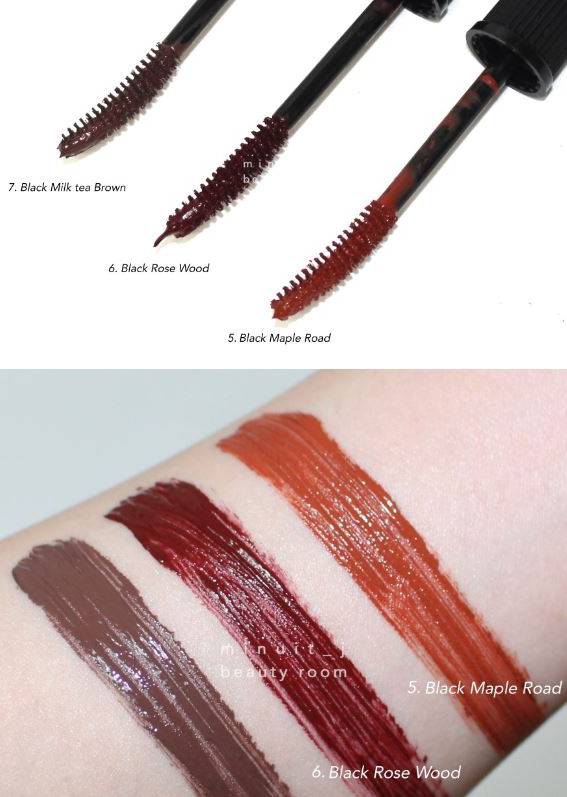 7. Black Milk tea Brown
6. Black Rose Wood
5. Black Maple Road
minuit_j
beauty room
5. Black Maple Road
6. Black Rose Wood